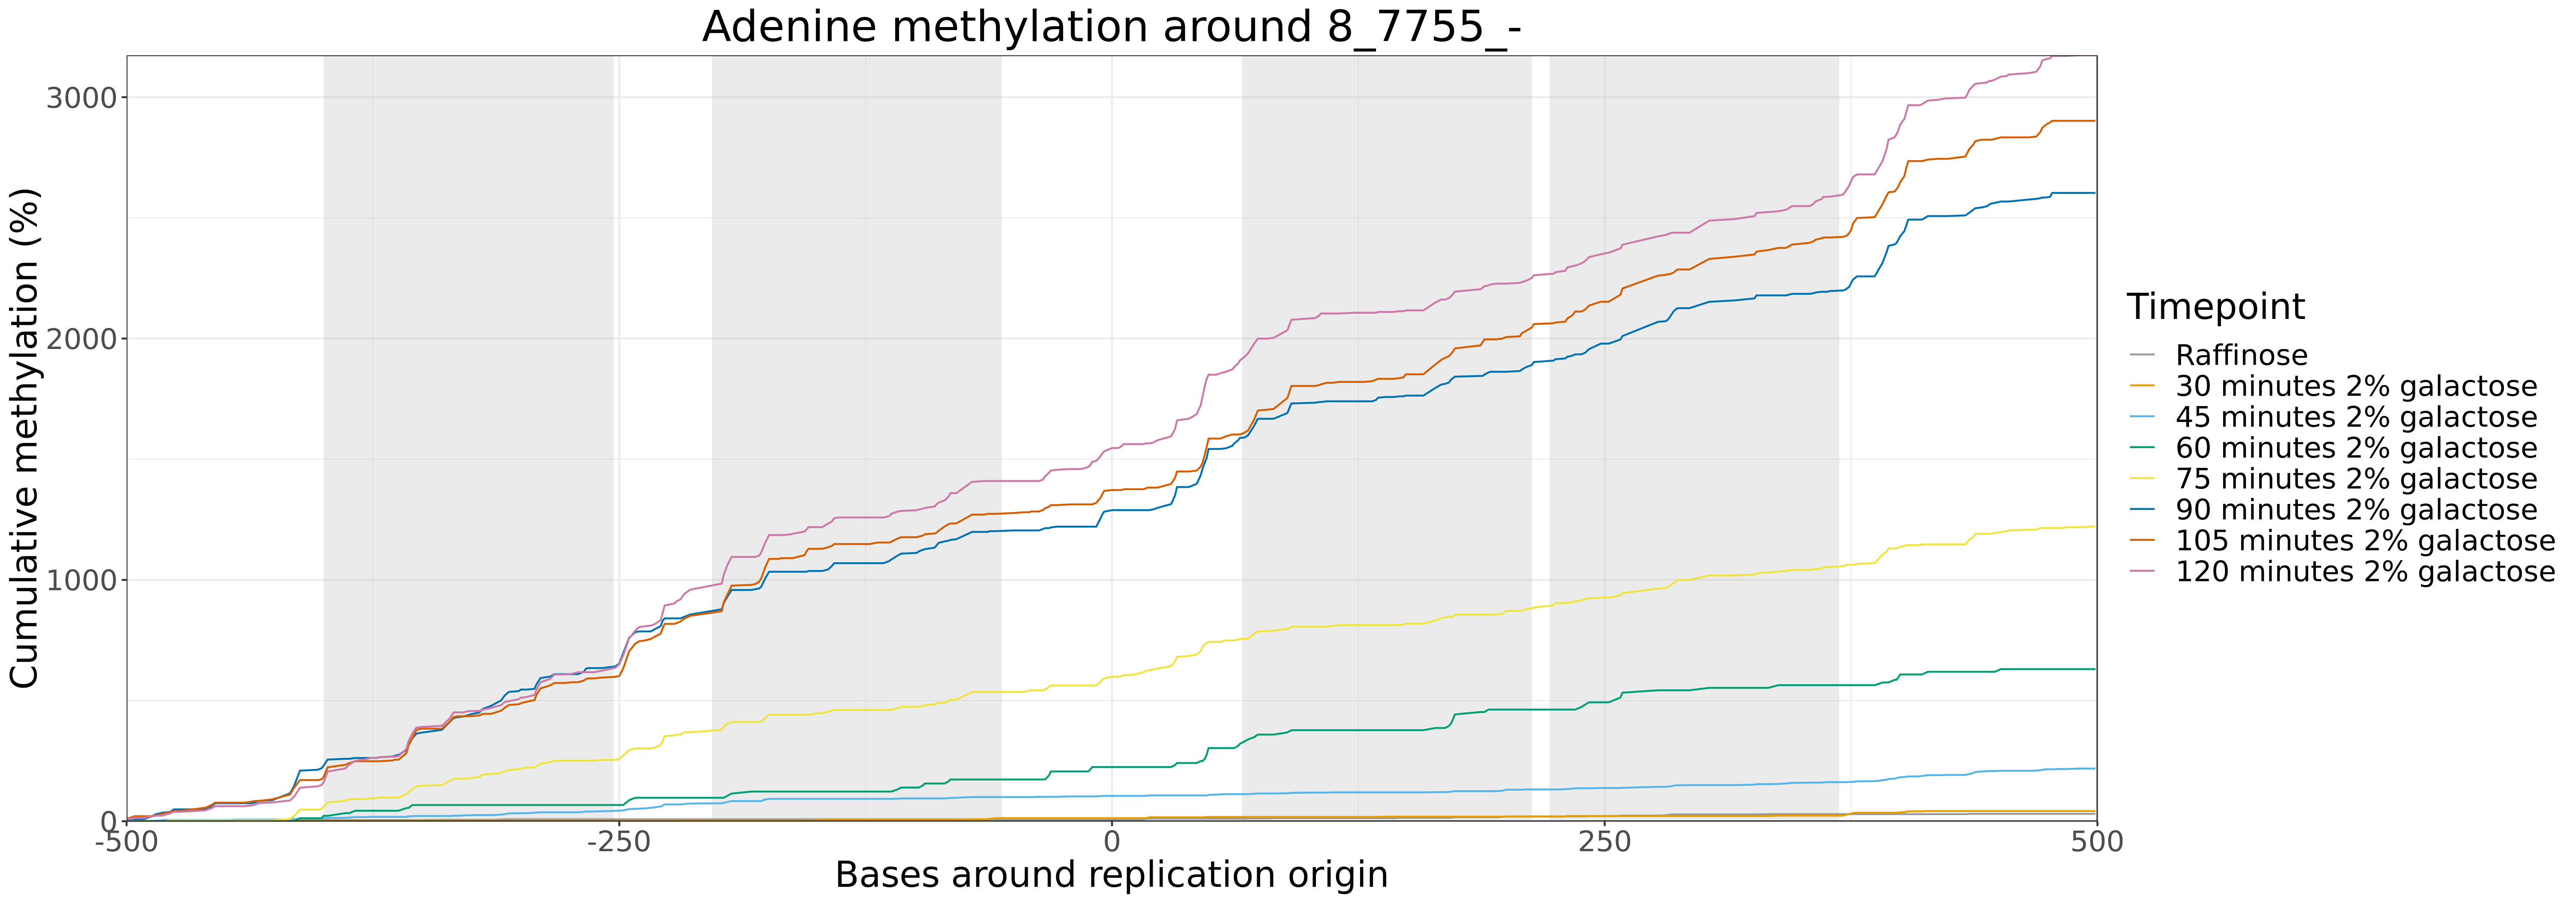 Adenine methylation around 8_7755_-
Cumulative methylation (%)
3000
2000
1000
0
-500
-250
0
250
500
Bases around replication origin
Timepoint
Raffinose
30 minutes 2% galactose
45 minutes 2% galactose
60 minutes 2% galactose
75 minutes 2% galactose
90 minutes 2% galactose
105 minutes 2% galactose
120 minutes 2% galactose